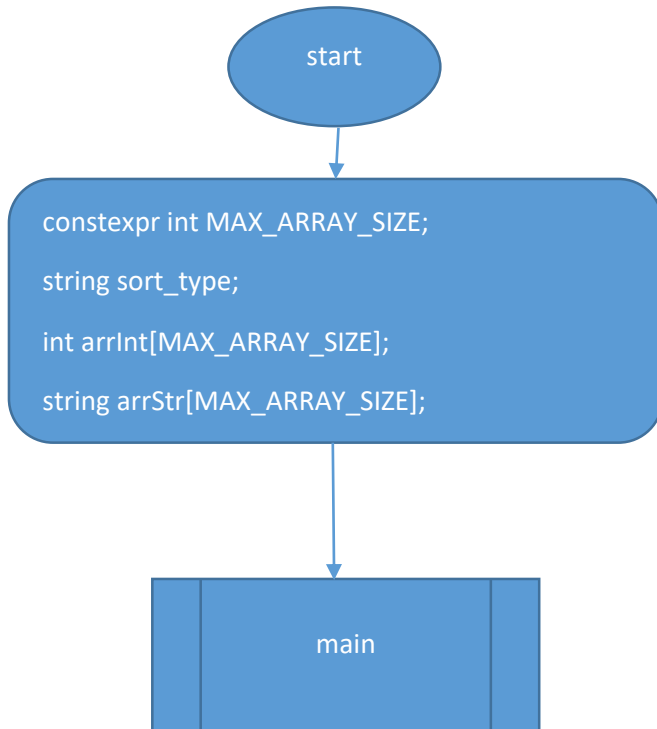 start
constexpr int MAX_ARRAY_SIZE;
string sort_type;
int arrInt[MAX_ARRAY_SIZE];
string arrStr[MAX_ARRAY_SIZE];
main